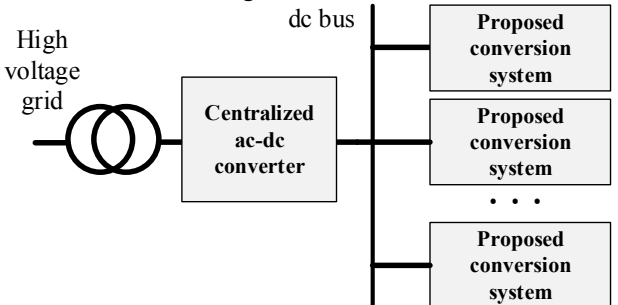 High
voltage
grid
Centralized
ac-dc
converter
dc bus
Proposed
conversion
system
Proposed
conversion
system
. . .
Proposed
conversion
system